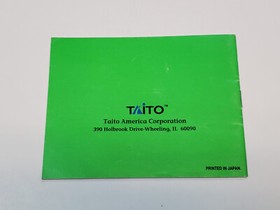 TAITO™
Taito America Corporation
390 Holbrook Drive-Wheeling, IL 60090
PRINTED IN JAPAN